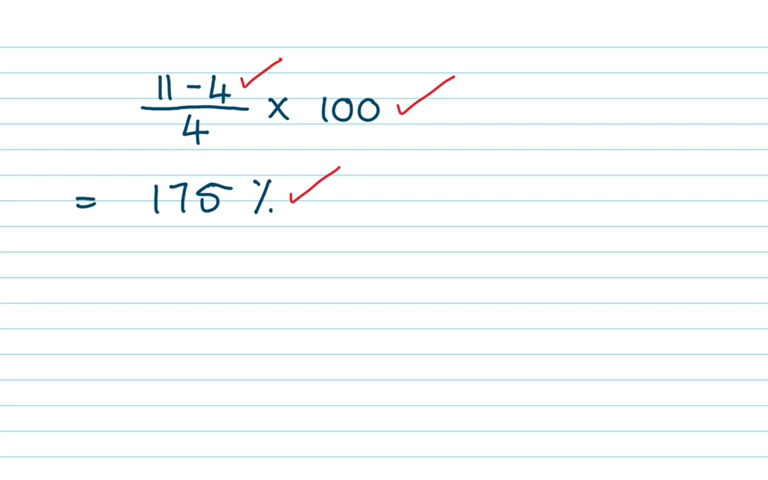 11 - 4 ✓
4
× 100 ✓
= 175 % ✓